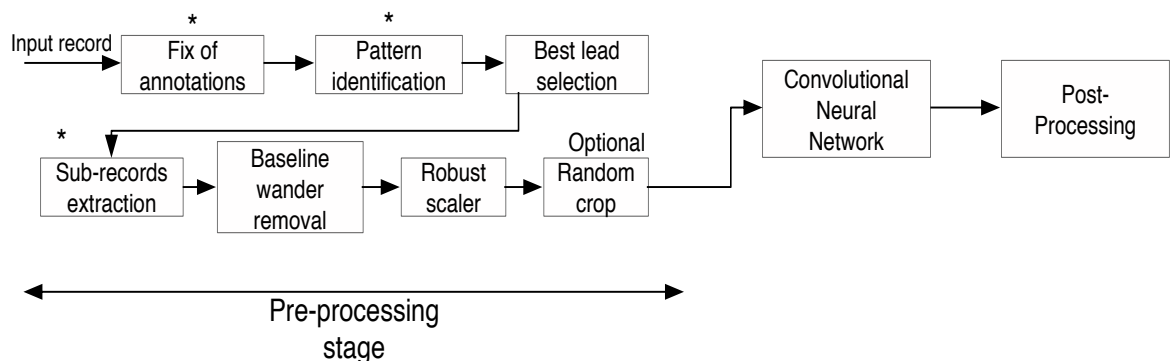 *
*
Input record
Fix of
annotations
Pattern
identification
Best lead
selection
*
Sub-records
extraction
Baseline
wander
removal
Robust
scaler
Optional
Random
crop
Convolutional
Neural
Network
Post-
Processing
Pre-processing
stage